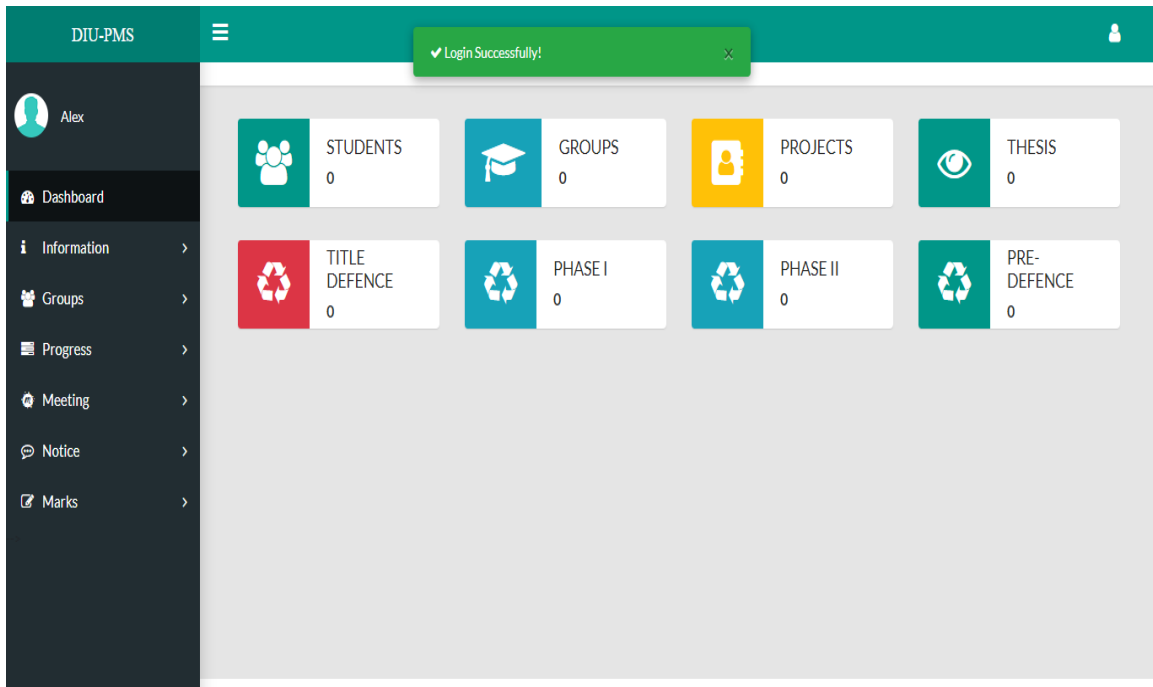 DIU-PMS
✔ Login Successfully! x
Alex
Dashboard
Information
Groups
Progress
Meeting
Notice
Marks
STUDENTS
0
GROUPS
0
PROJECTS
0
THESIS
0
TITLE
DEFENCE
0
PHASE I
0
PHASE II
0
PRE-
DEFENCE
0